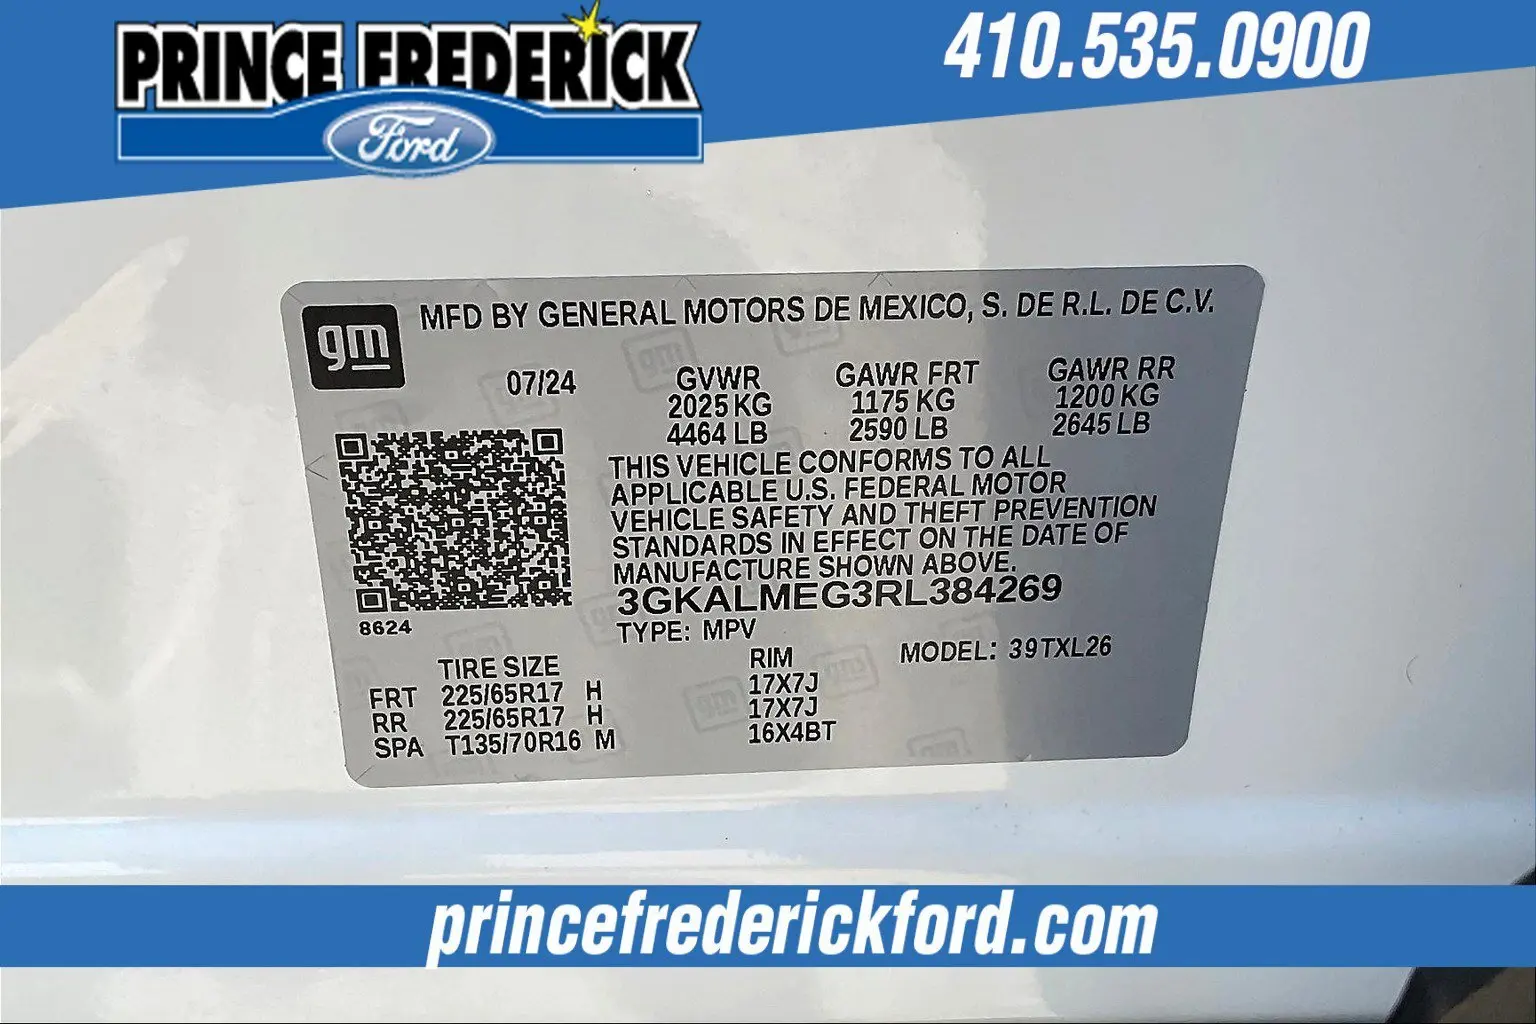 PRINCE FREDERICK
Ford
410.535.0900
gm
MFD BY GENERAL MOTORS DE MEXICO, S. DE R.L. DE C.V.
07/24 GVWR GAWR FRT GAWR RR
2025 KG 1175 KG 1200 KG
4464 LB 2590 LB 2645 LB
THIS VEHICLE CONFORMS TO ALL
APPLICABLE U.S. FEDERAL MOTOR
VEHICLE SAFETY AND THEFT PREVENTION
STANDARDS IN EFFECT ON THE DATE OF
MANUFACTURE SHOWN ABOVE.
3GKALMEG3RL384269
8624
TYPE: MPV
MODEL: 39TXL26
TIRE SIZE RIM
FRT 225/65R17 H 17X7J
RR 225/65R17 H 17X7J
SPA T135/70R16 M 16X4BT
princefrederickford.com